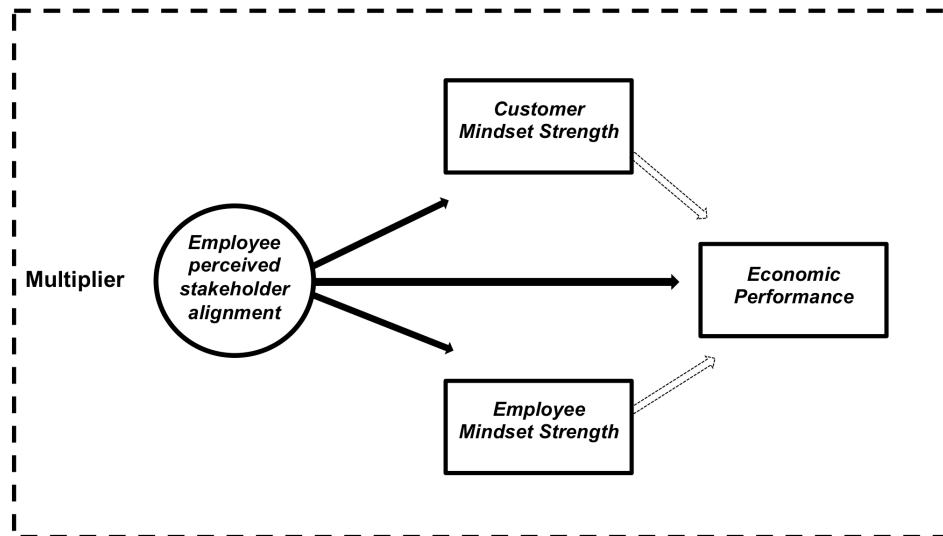 Customer
Mindset Strength
Multiplier
Employee
perceived
stakeholder
alignment
Economic
Performance
Employee
Mindset Strength